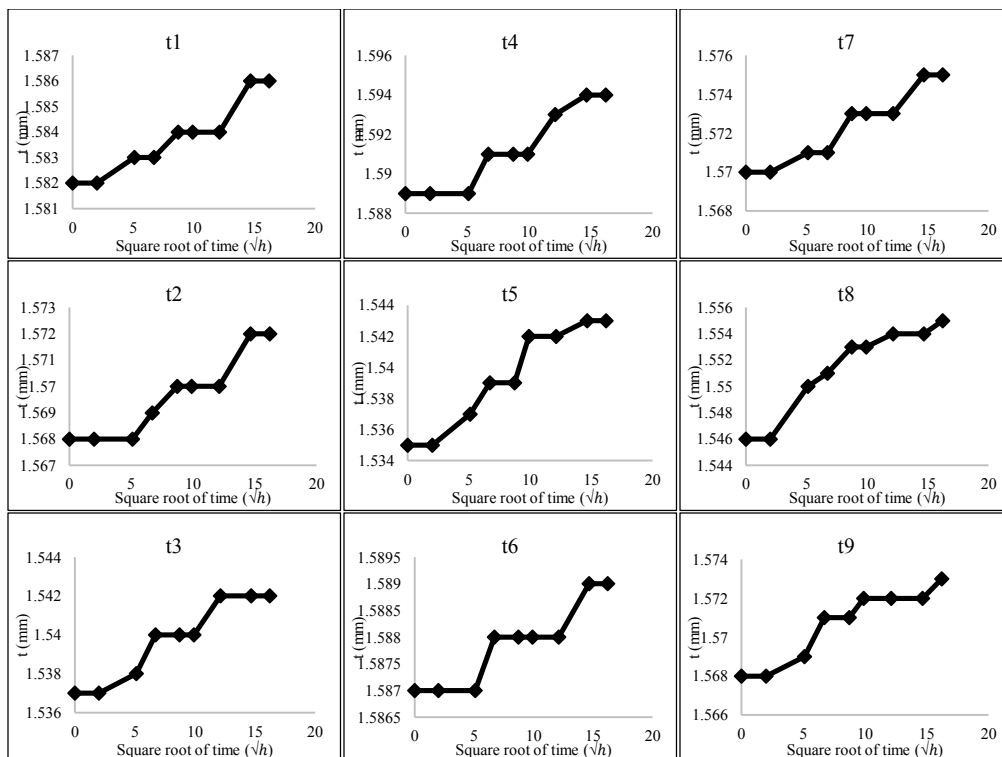 t1
t (mm)
1.587
1.586
1.585
1.584
1.583
1.582
1.581
0 5 10 15 20
Square root of time (√h)
t4
t (mm)
1.596
1.594
1.592
1.59
1.588
0 5 10 15 20
Square root of time (√h)
t7
t (mm)
1.576
1.574
1.572
1.57
1.568
0 5 10 15 20
Square root of time (√h)
t2
t (mm)
1.573
1.572
1.571
1.57
1.569
1.568
1.567
0 5 10 15 20
Square root of time (√h)
t5
t (mm)
1.544
1.542
1.54
1.538
1.536
1.534
0 5 10 15 20
Square root of time (√h)
t8
t (mm)
1.556
1.554
1.552
1.55
1.548
1.546
1.544
0 5 10 15 20
Square root of time (√h)
t3
t (mm)
1.544
1.542
1.54
1.538
1.536
0 5 10 15 20
Square root of time (√h)
t6
t (mm)
1.5895
1.589
1.5885
1.588
1.5875
1.587
1.5865
0 5 10 15 20
Square root of time (√h)
t9
t (mm)
1.574
1.572
1.57
1.568
1.566
0 5 10 15 20
Square root of time (√h)